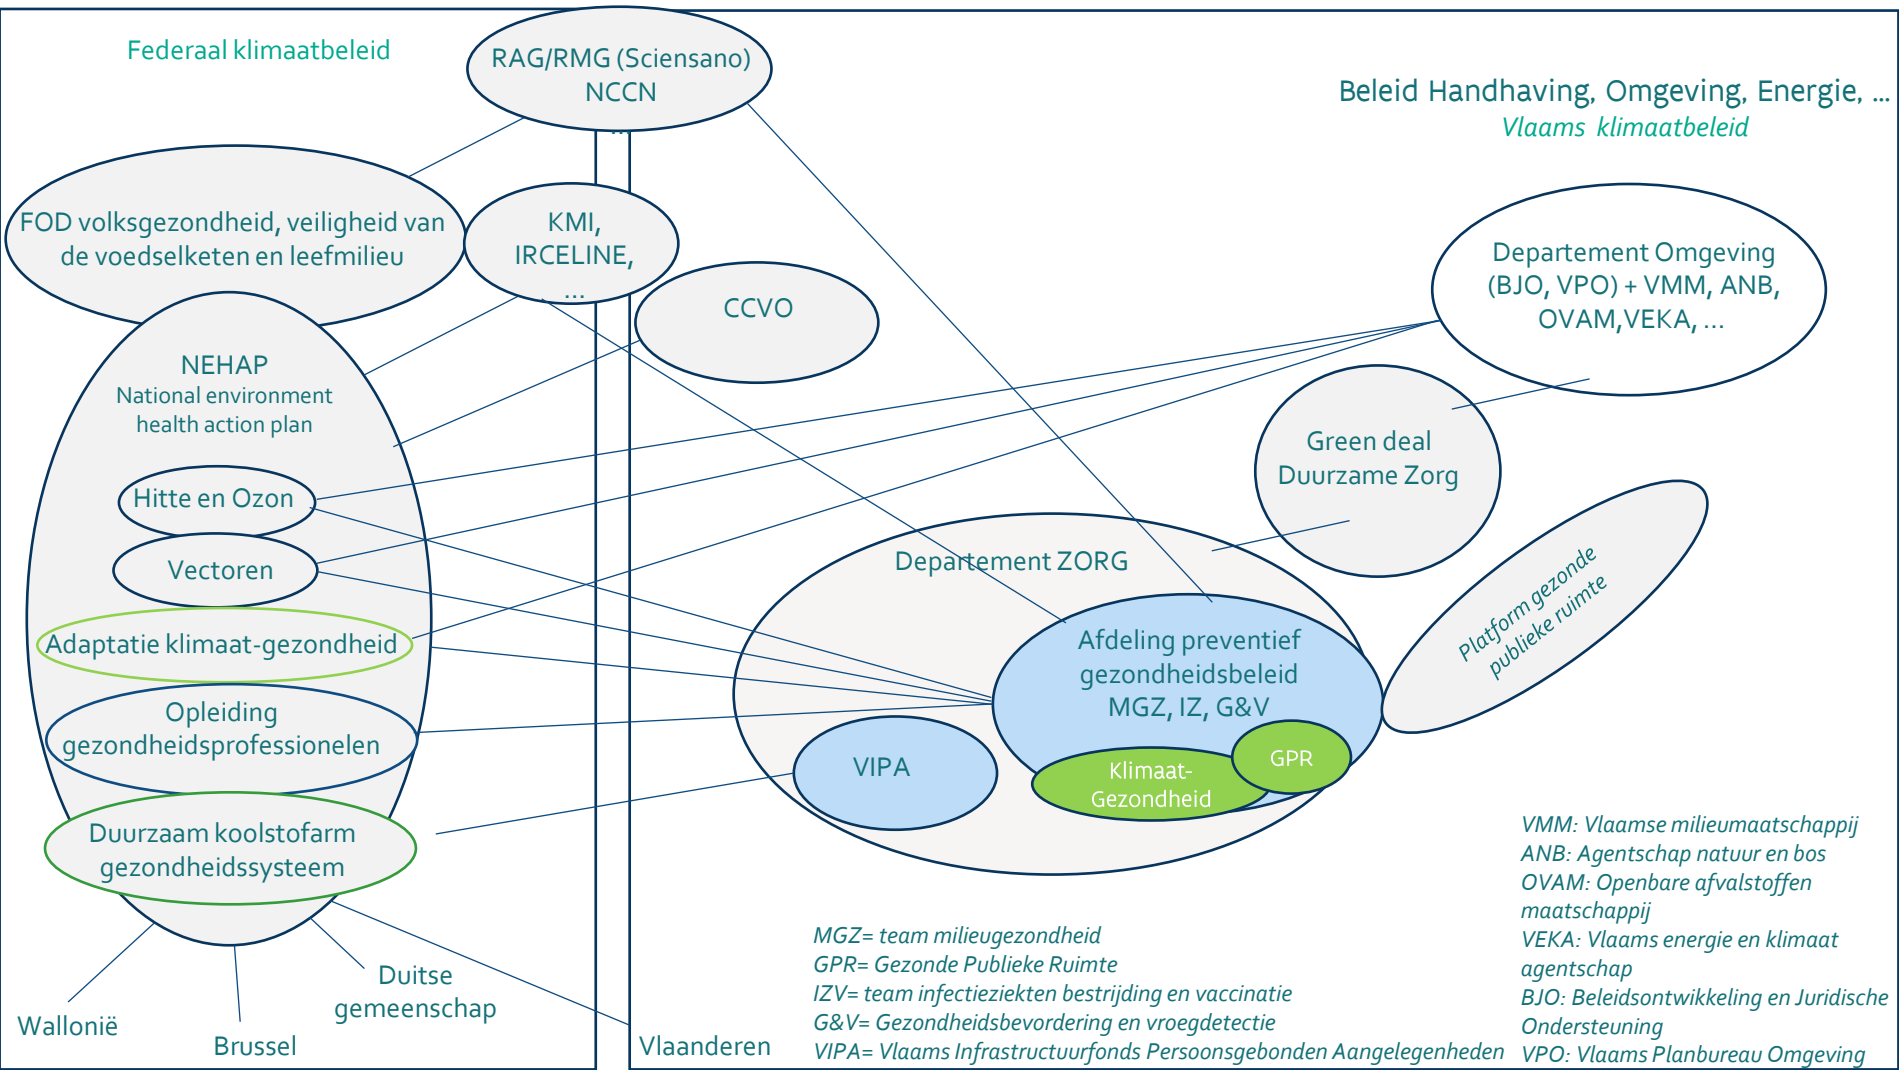 Federaal klimaatbeleid
RAG/RMG (Sciensano)
NCCN
...
Beleid Handhaving, Omgeving, Energie, ...
Vlaams klimaatbeleid
FOD volksgezondheid, veiligheid van
de voedselketen en leefmilieu
KMI,
IRCELINE,
...
CCVO
Departement Omgeving
(BJO, VPO) + VMM, ANB,
OVAM,VEKA, ...
NEHAP
National environment
health action plan
Hitte en Ozon
Vectoren
Adaptatie klimaat-gezondheid
Opleiding
gezondheidsprofessionelen
Duurzaam koolstofarm
gezondheidssysteem
Green deal
Duurzame Zorg
Departement ZORG
Platform gezonde
publieke ruimte
Afdeling preventief
gezondheidsbeleid
MGZ, IZ, G&V
VIPA
Klimaat-
Gezondheid
GPR
Wallonië
Brussel
Duitse
gemeenschap
Vlaanderen
MGZ= team milieugezondheid
GPR= Gezonde Publieke Ruimte
IZV= team infectieziekten bestrijding en vaccinatie
G&V= Gezondheidsbevordering en vroegdetectie
VIPA= Vlaams Infrastructuurfonds Persoonsgebonden Aangelegenheden
VMM: Vlaamse milieumaatschappij
ANB: Agentschap natuur en bos
OVAM: Openbare afvalstoffen
maatschappij
VEKA: Vlaams energie en klimaat
agentschap
BJO: Beleidsontwikkeling en Juridische
Ondersteuning
VPO: Vlaams Planbureau Omgeving